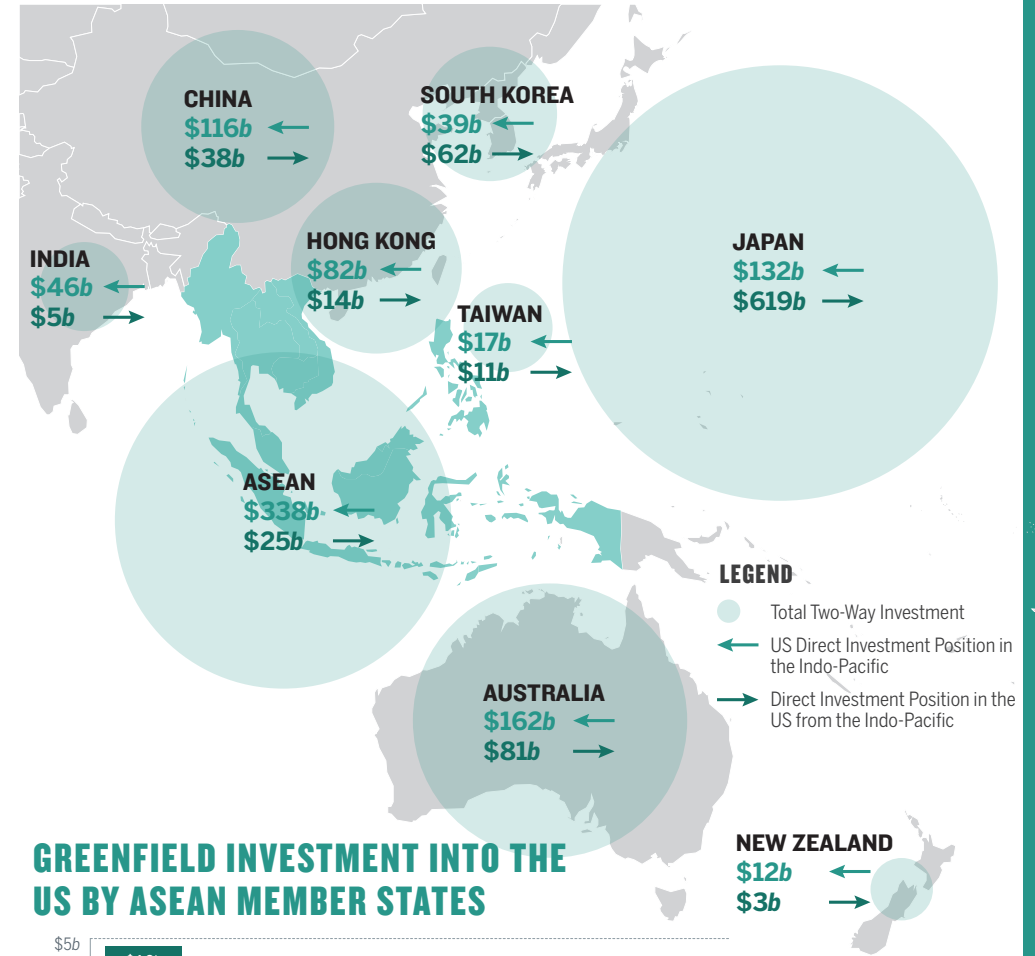 CHINA
$116b
$38b
SOUTH KOREA
$39b
$62b
JAPAN
$132b
$619b
HONG KONG
$82b
$14b
INDIA
$46b
$5b
TAIWAN
$17b
$11b
ASEAN
$338b
$25b
LEGEND
Total Two-Way Investment
US Direct Investment Position in
the Indo-Pacific
Direct Investment Position in the
US from the Indo-Pacific
AUSTRALIA
$162b
$81b
NEW ZEALAND
$12b
$3b
GREENFIELD INVESTMENT INTO THE
US BY ASEAN MEMBER STATES
$5b